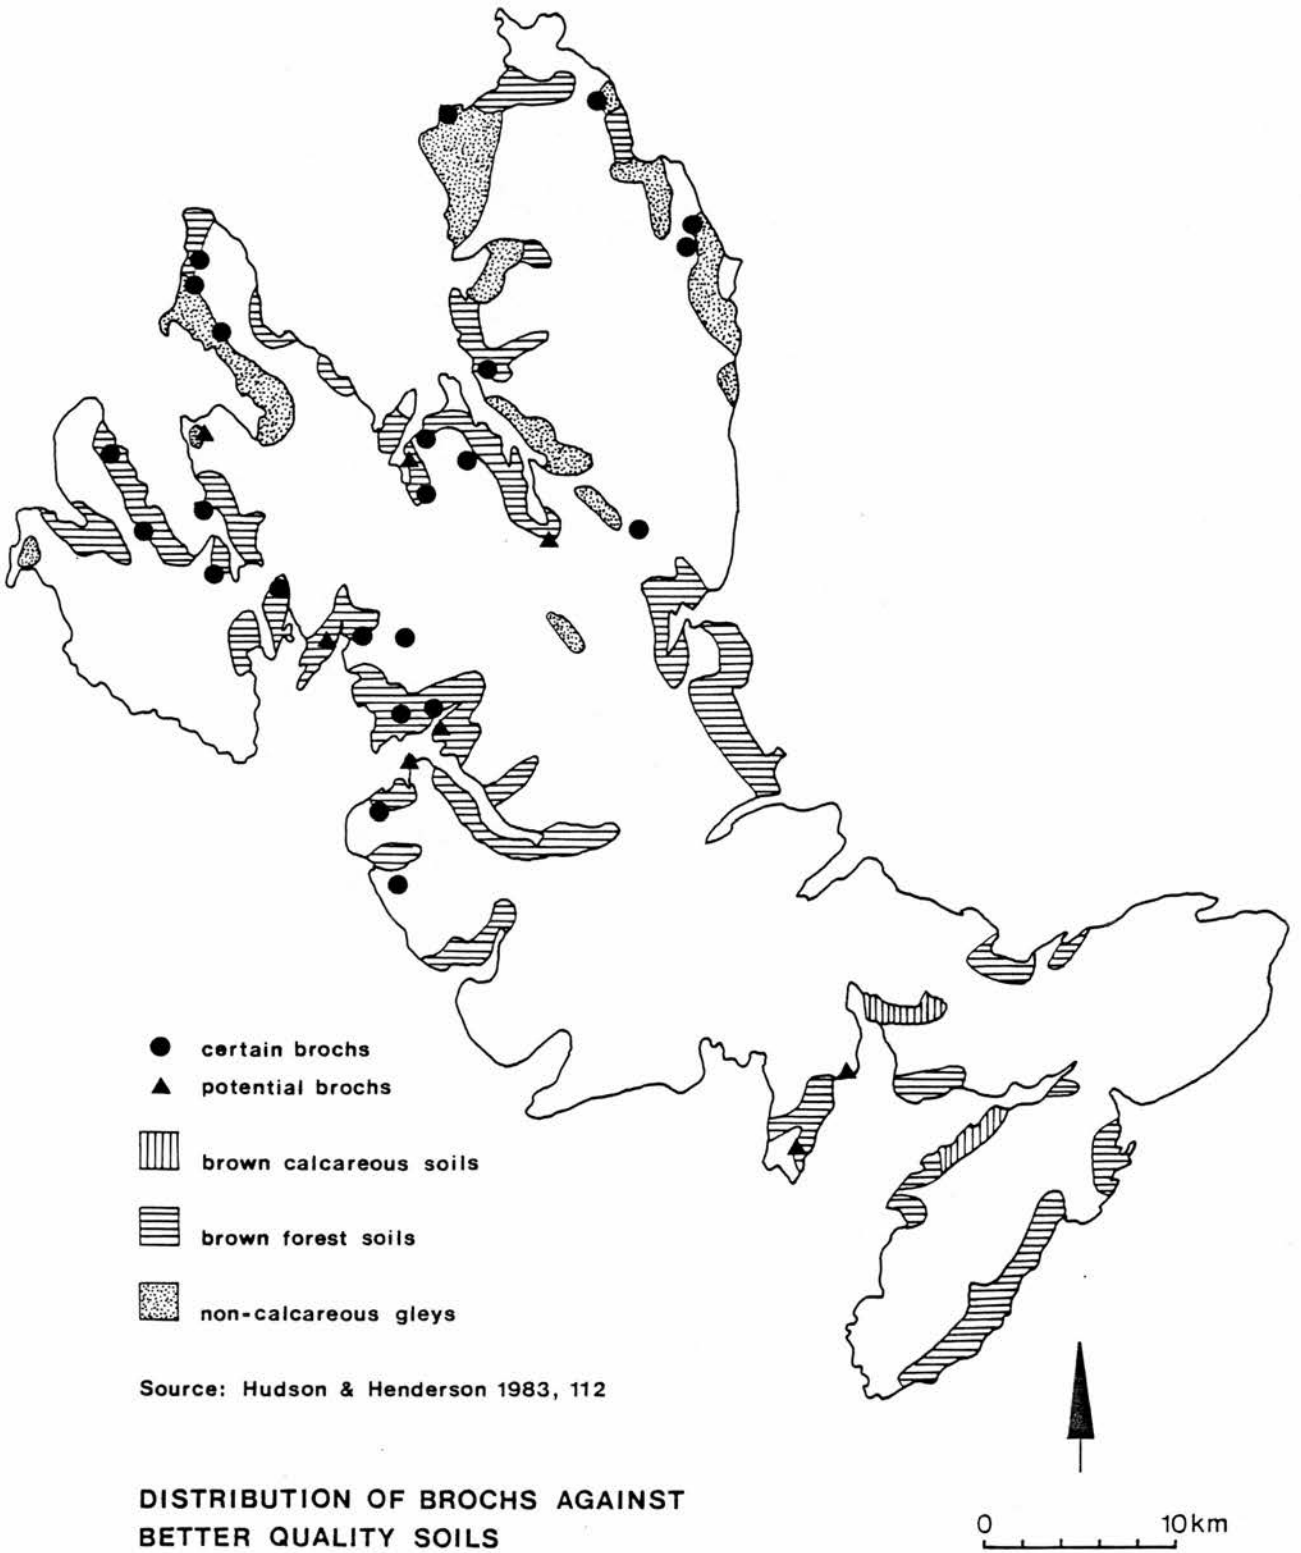 certain brochs
potential brochs
brown calcareous soils
brown forest soils
non-calcareous gleys
Source: Hudson & Henderson 1983, 112
DISTRIBUTION OF BROCHS AGAINST
BETTER QUALITY SOILS
0 10km